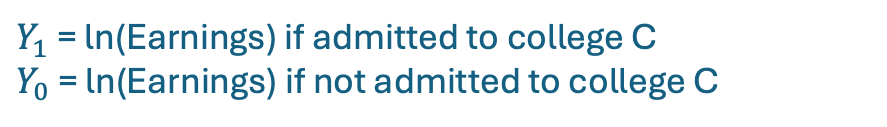 Y₁ = ln(Earnings) if admitted to college C
Y₀ = ln(Earnings) if not admitted to college C